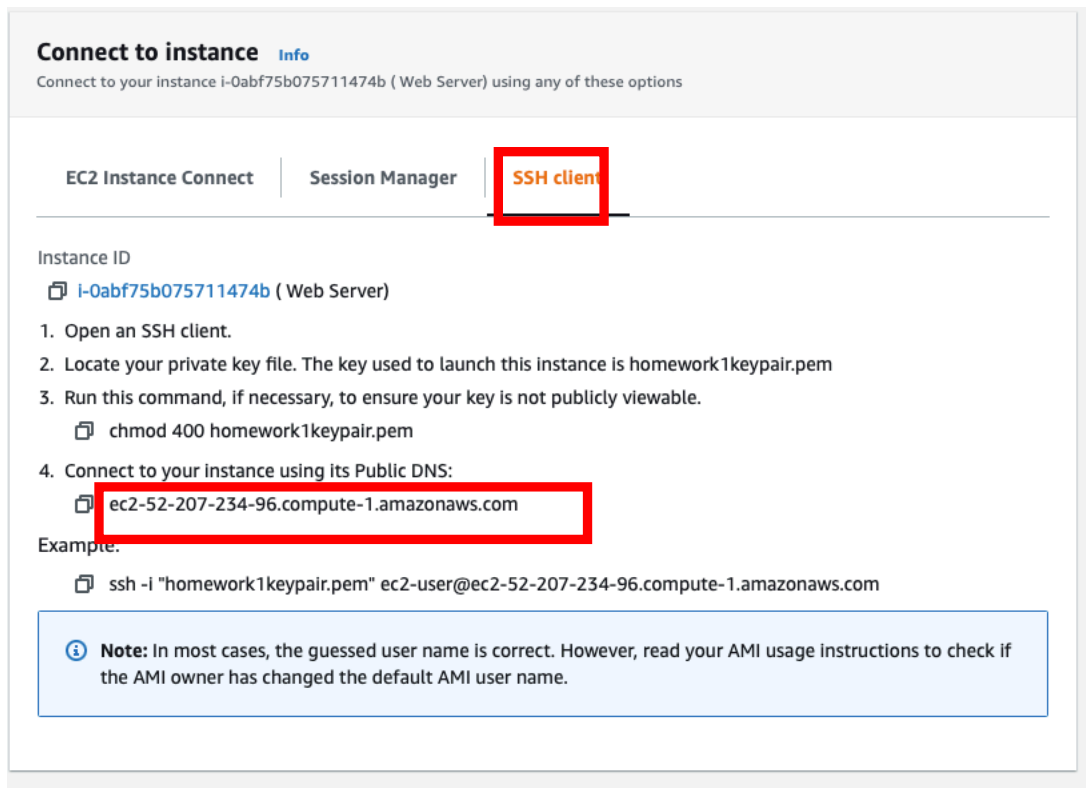 Connect to instance Info
Connect to your instance i-0abf75b075711474b ( Web Server) using any of these options
EC2 Instance Connect Session Manager SSH client
Instance ID
i-0abf75b075711474b ( Web Server)
1. Open an SSH client.
2. Locate your private key file. The key used to launch this instance is homework1keypair.pem
3. Run this command, if necessary, to ensure your key is not publicly viewable.
chmod 400 homework1keypair.pem
4. Connect to your instance using its Public DNS:
ec2-52-207-234-96.compute-1.amazonaws.com
Example:
ssh -i "homework1keypair.pem" ec2-user@ec2-52-207-234-96.compute-1.amazonaws.com
Note: In most cases, the guessed user name is correct. However, read your AMI usage instructions to check if
the AMI owner has changed the default AMI user name.